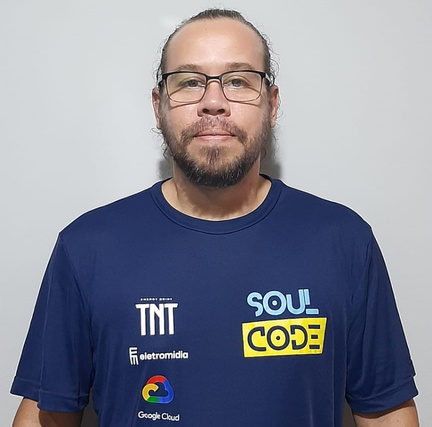 ENERGY DRINK
TNT
eletromidia
Google Cloud
SOUL
CODE